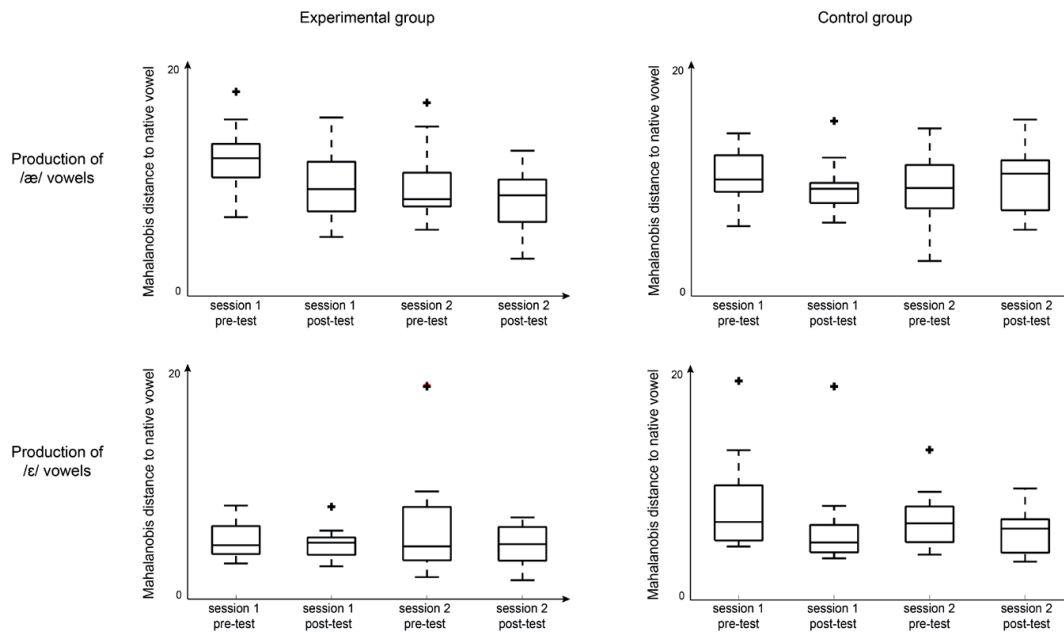 Experimental group
Control group
Production of
/æ/ vowels
Mahalanobis distance to native vowel
20
0
session 1
pre-test
session 1
post-test
session 2
pre-test
session 2
post-test
Mahalanobis distance to native vowel
20
0
session 1
pre-test
session 1
post-test
session 2
pre-test
session 2
post-test
Production of
/ɛ/ vowels
Mahalanobis distance to native vowel
20
0
session 1
pre-test
session 1
post-test
session 2
pre-test
session 2
post-test
Mahalanobis distance to native vowel
20
0
session 1
pre-test
session 1
post-test
session 2
pre-test
session 2
post-test